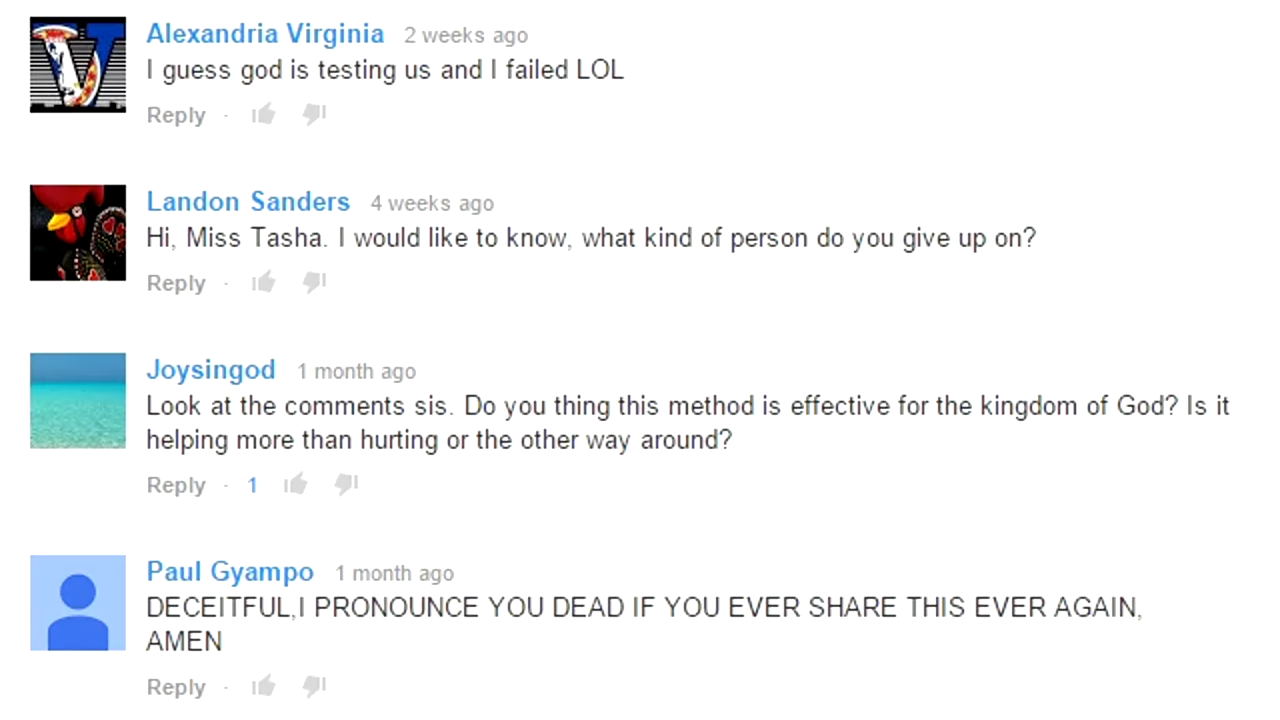 Alexandria Virginia 2 weeks ago
I guess god is testing us and I failed LOL
Reply ·
Landon Sanders 4 weeks ago
Hi, Miss Tasha. I would like to know, what kind of person do you give up on?
Reply ·
Joysingod 1 month ago
Look at the comments sis. Do you thing this method is effective for the kingdom of God? Is it
helping more than hurting or the other way around?
Reply · 1
Paul Gyampo 1 month ago
DECEITFUL,I PRONOUNCE YOU DEAD IF YOU EVER SHARE THIS EVER AGAIN,
AMEN
Reply ·